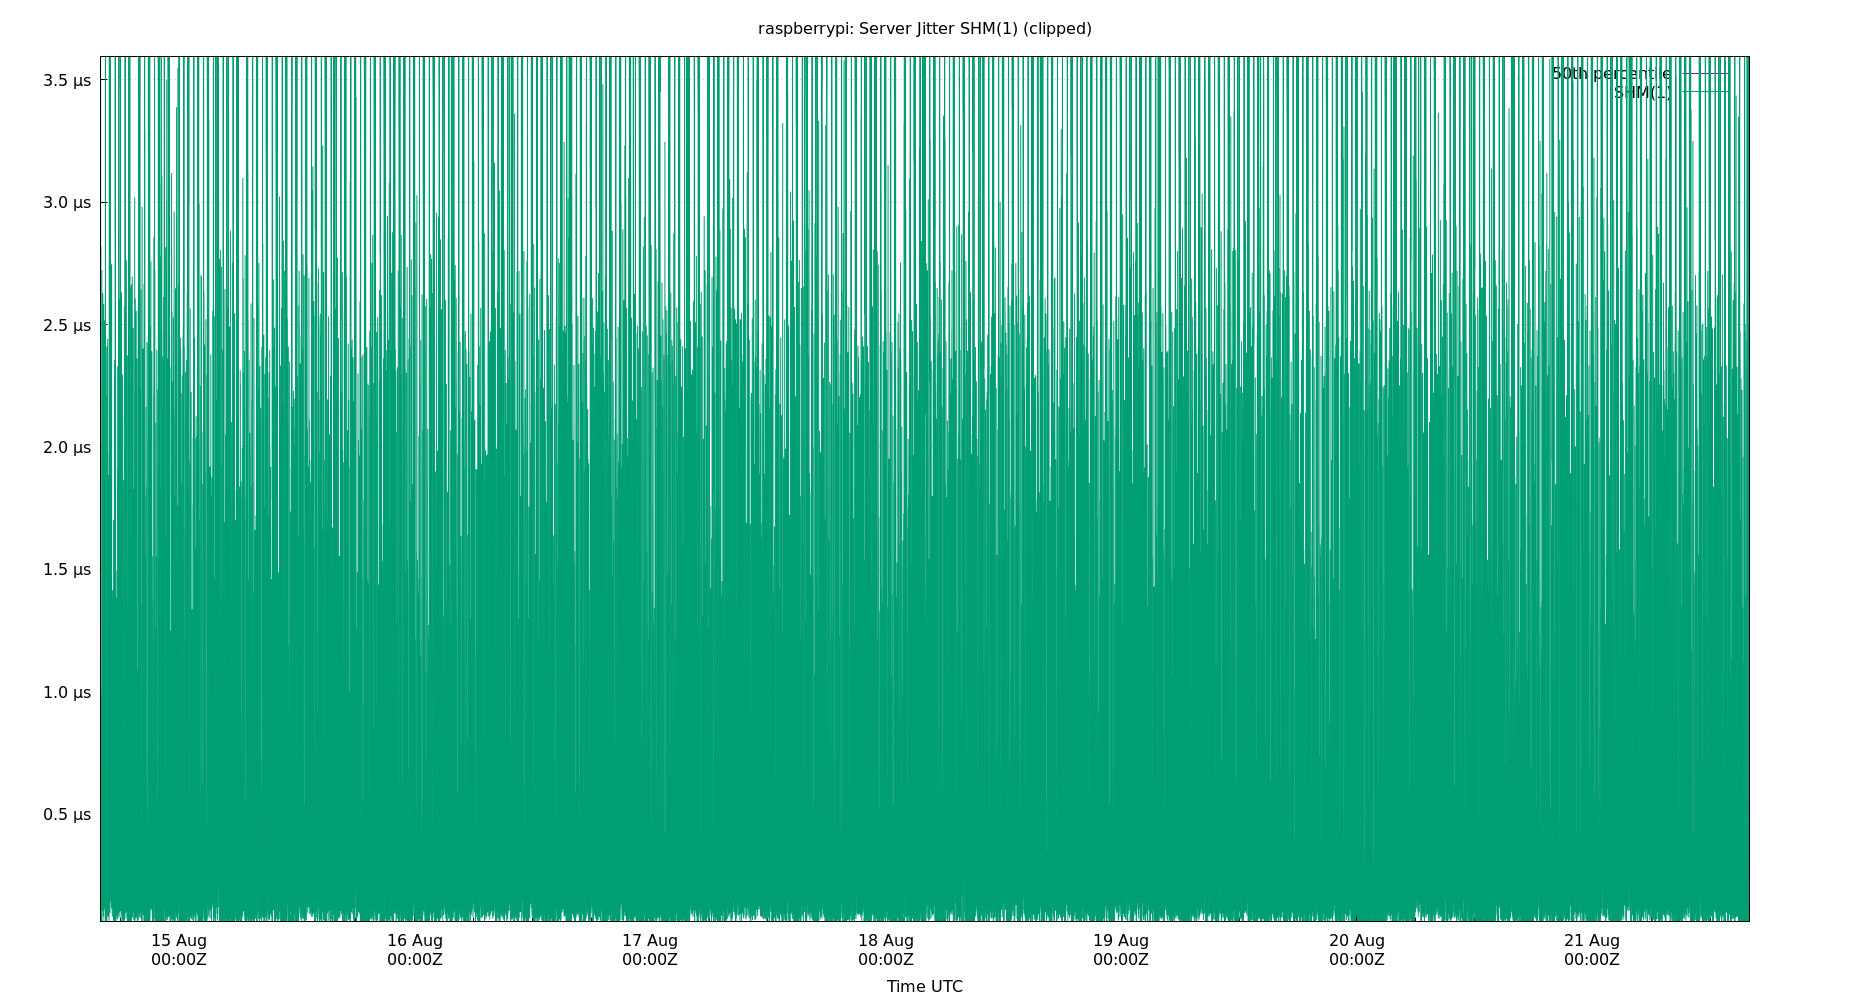 raspberrypi: Server Jitter SHM(1) (clipped)
3.5 µs
50th percentile
SHM(1)
3.0 µs
2.5 µs
2.0 µs
1.5 µs
1.0 µs
0.5 µs
15 Aug 16 Aug 17 Aug 18 Aug 19 Aug 20 Aug 21 Aug
00:00Z 00:00Z 00:00Z 00:00Z 00:00Z 00:00Z 00:00Z
Time UTC